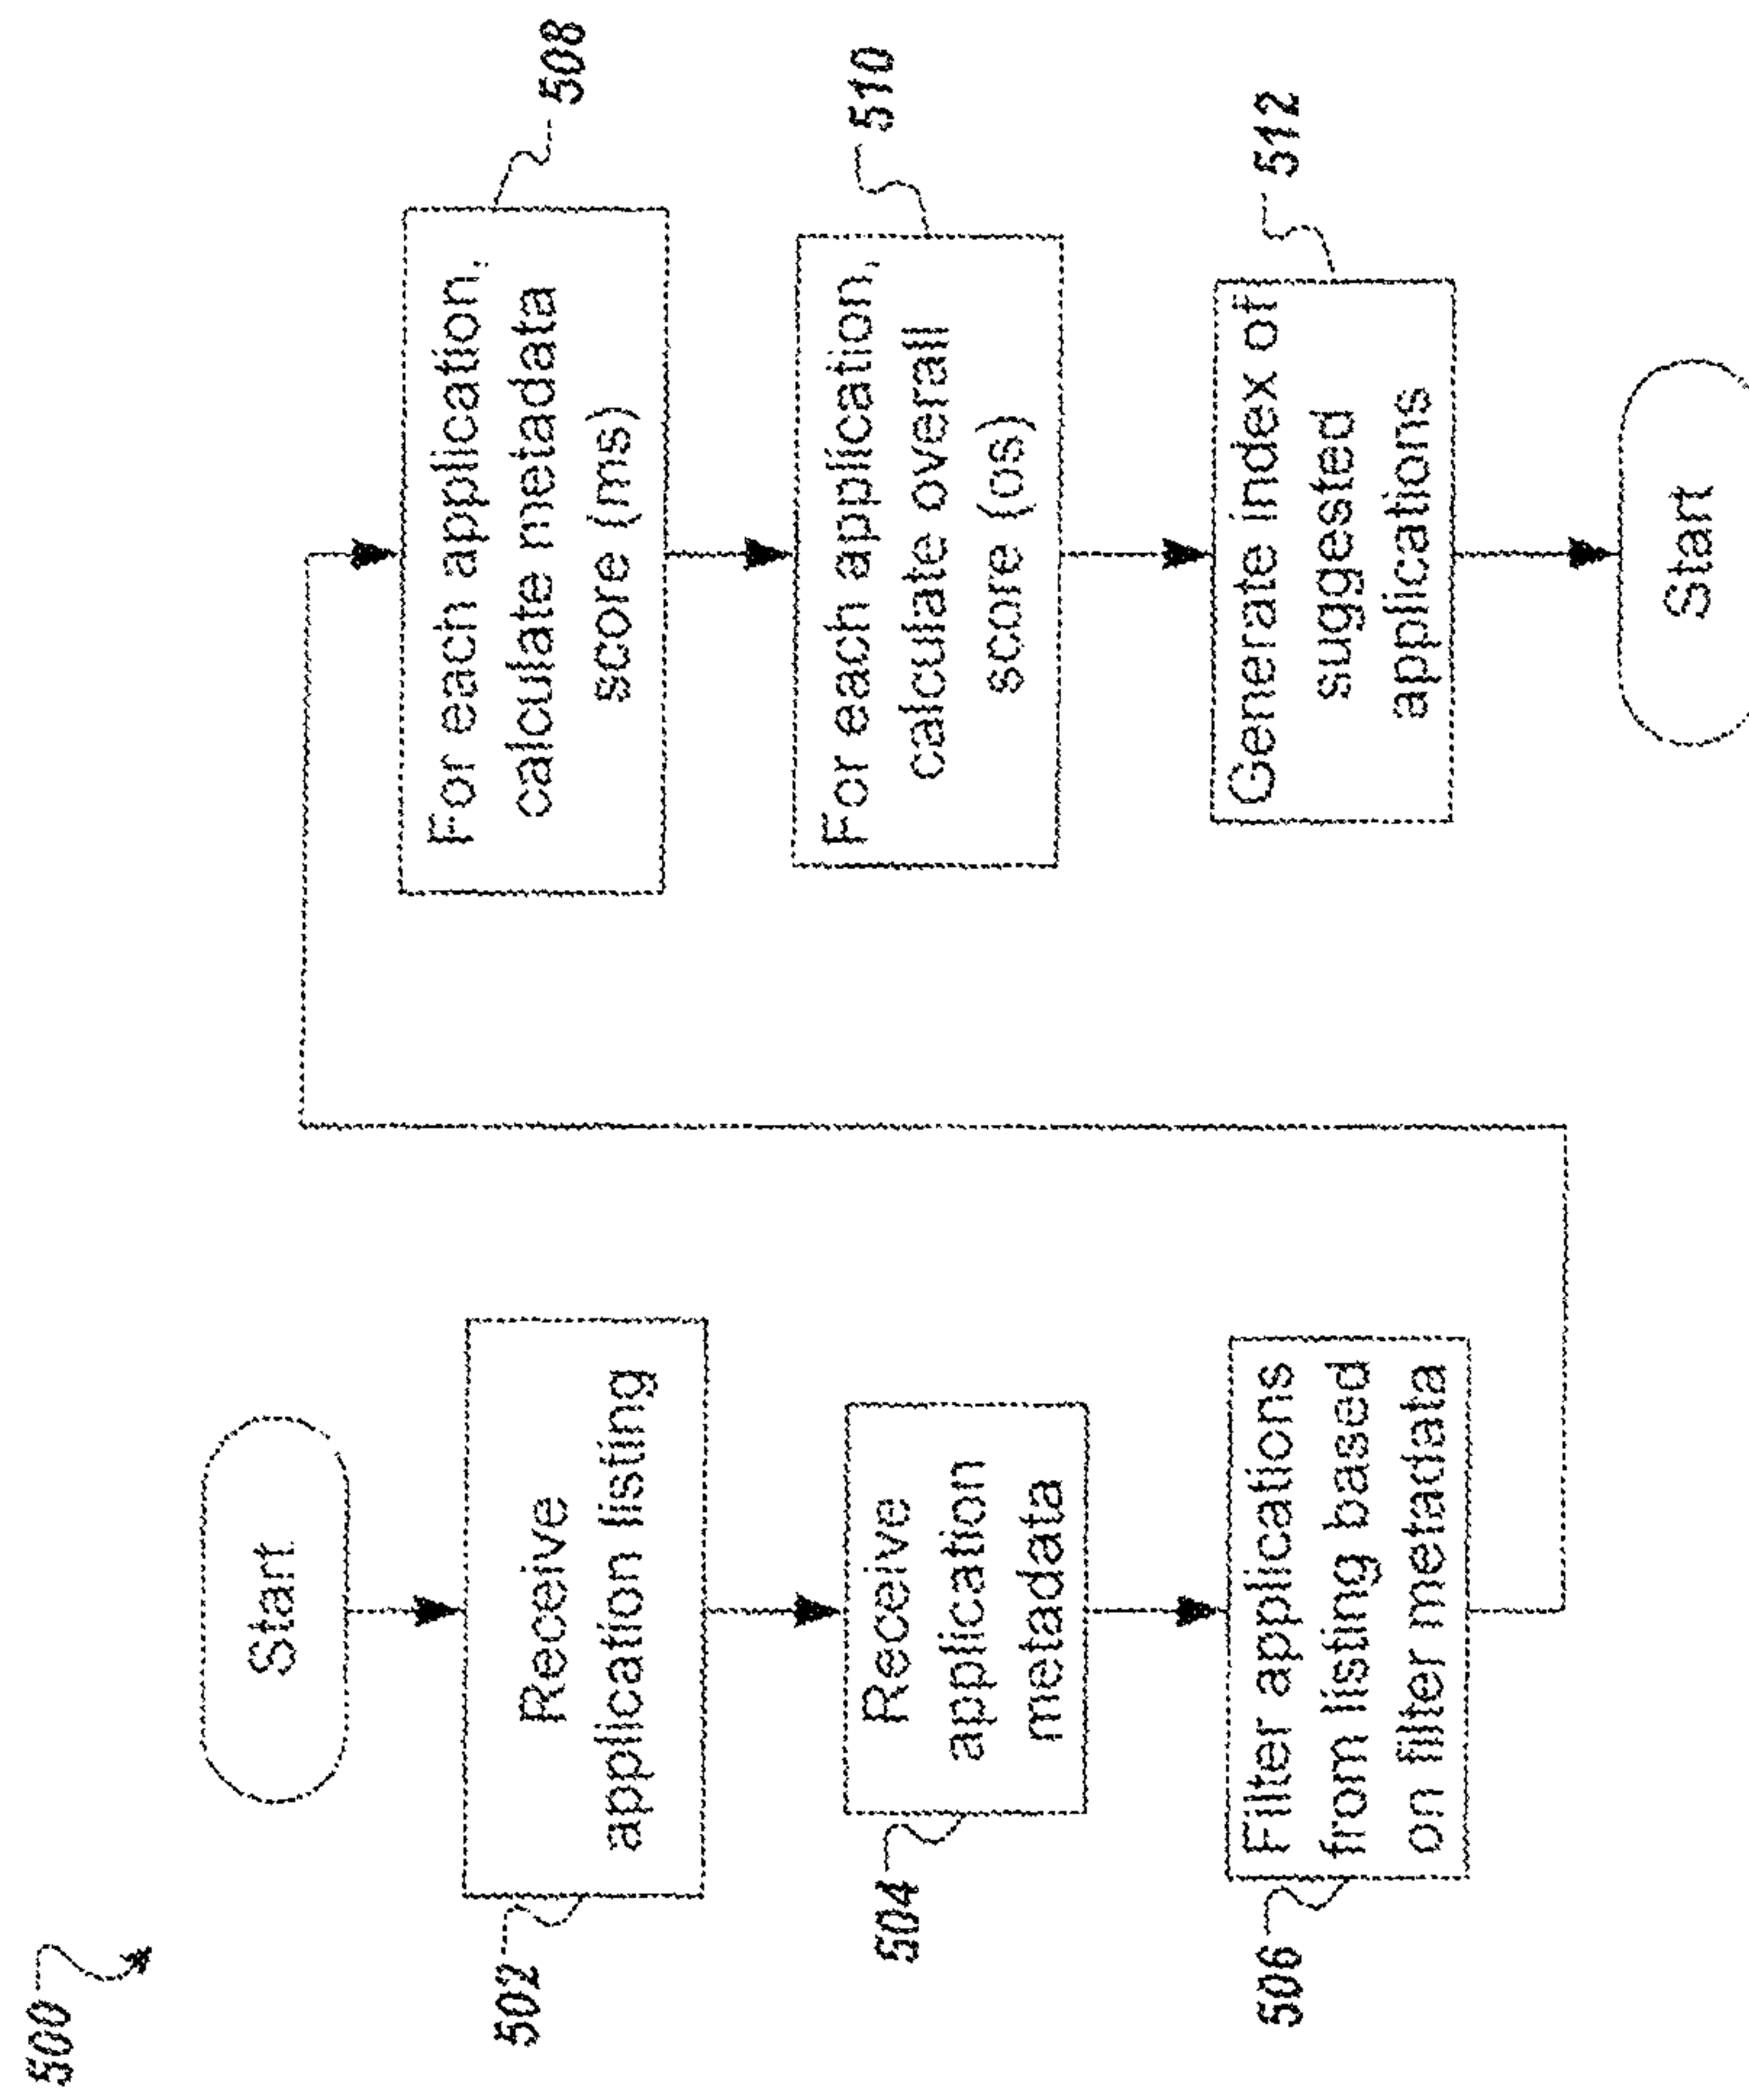 500
Start
502
Receive
application listing
504
Receive
application
metadata
506
Filter applications
from listing based
on filter metadata
508
For each application,
calculate metadata
score (ms)
510
For each application,
calculate overall
score (os)
512
Generate index of
suggested
applications
Start